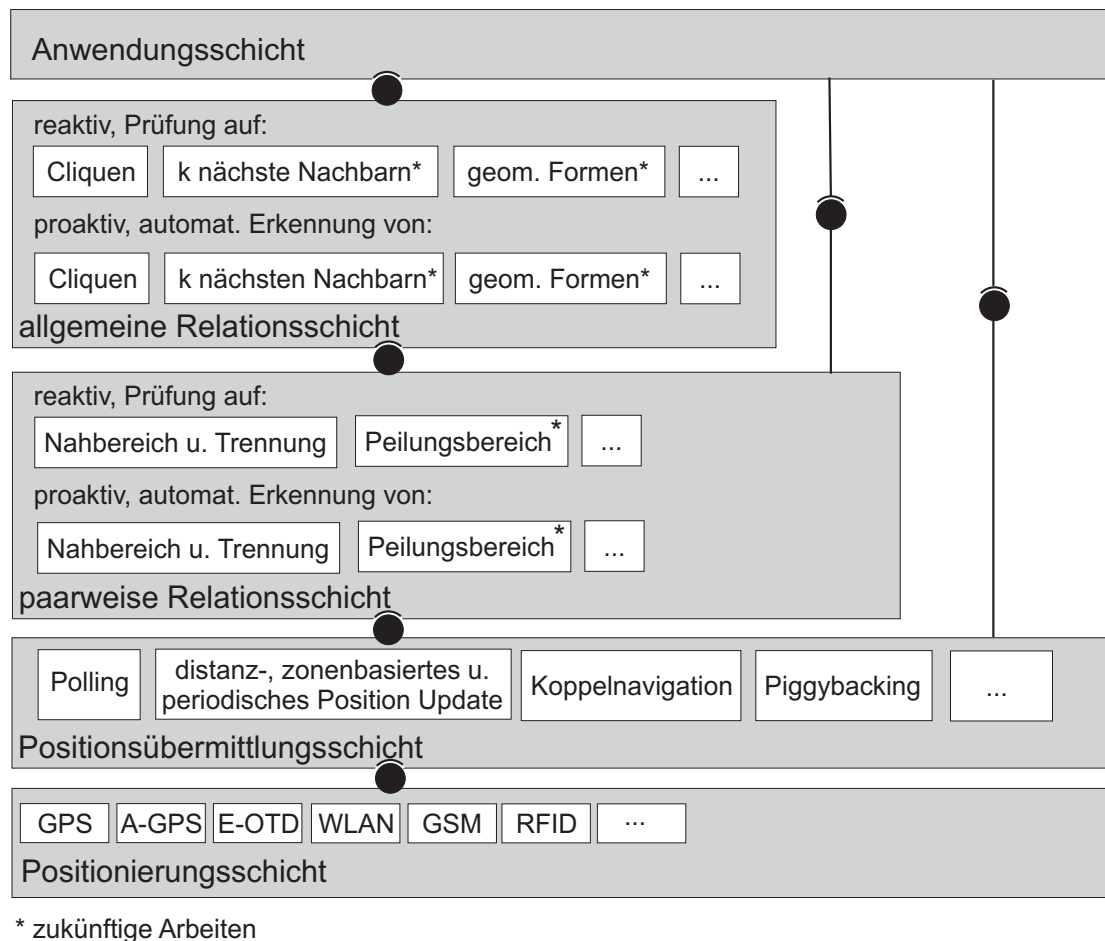 Anwendungsschicht
reaktiv, Prüfung auf:
Cliquen k nächste Nachbarn* geom. Formen* ...
proaktiv, automat. Erkennung von:
Cliquen k nächsten Nachbarn* geom. Formen* ...
allgemeine Relationsschicht
reaktiv, Prüfung auf:
Nahbereich u. Trennung Peilungsbereich* ...
proaktiv, automat. Erkennung von:
Nahbereich u. Trennung Peilungsbereich* ...
paarweise Relationsschicht
Polling distanz-, zonenbasiertes u.
periodisches Position Update Koppelnavigation Piggybacking ...
Positionsübermittlungsschicht
GPS A-GPS E-OTD WLAN GSM RFID ...
Positionierungsschicht
* zukünftige Arbeiten